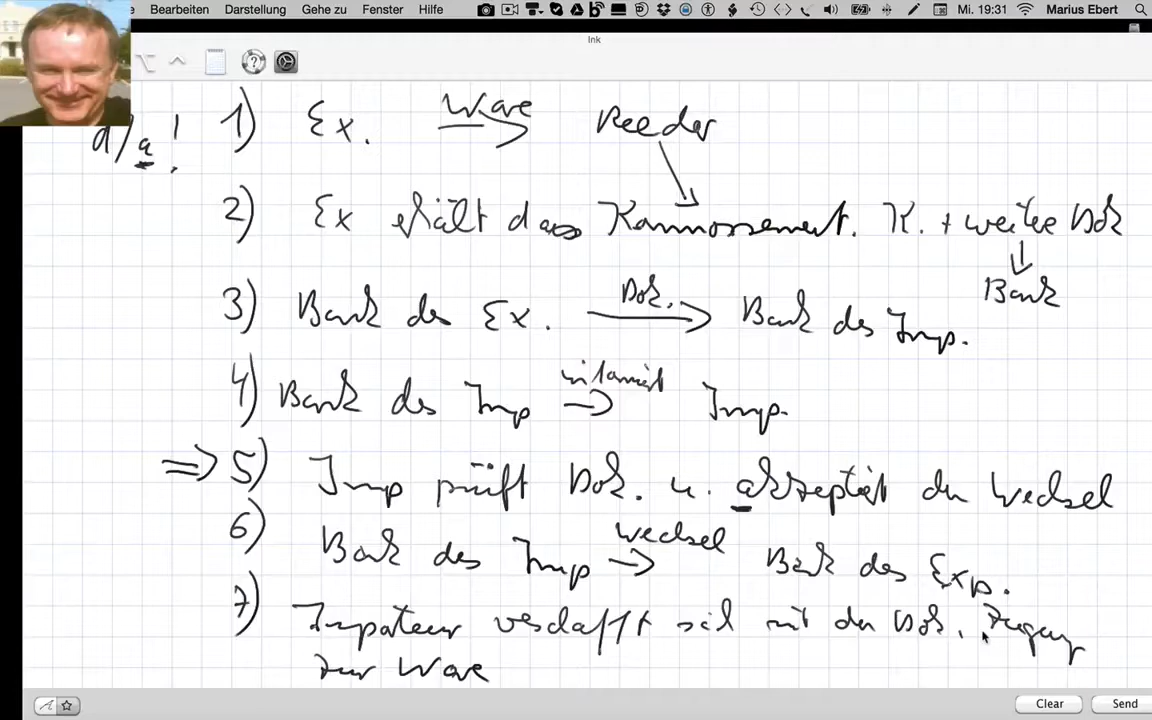 Bearbeiten Darstellung Gehe zu Fenster Hilfe Mi. 19:31 Marius Ebert
Ink
d/a!
1) Ex. Ware → Reeder
2) Ex erhält das Konnossement. K. + weitere Dok
↓
Bank
3) Bank des Ex. Dok. → Bank des Imp.
4) Bank des Imp informiert → Imp.
⇒ 5) Imp prüft Dok. u. akzeptiert den Wechsel
6) Bank des Imp Wechsel → Bank des Exp.
7) Importeur verschafft sich mit den Dok. Zugang
zur Ware
Clear Send